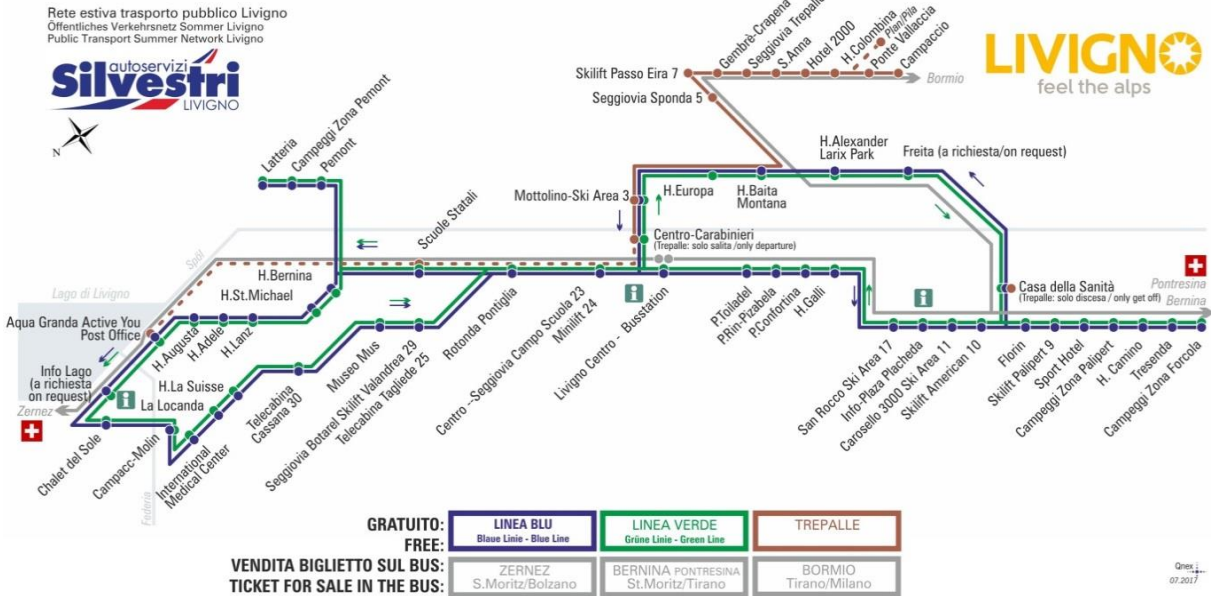 Rete estiva trasporto pubblico Livigno
Öffentliches Verkehrsnetz Sommer Livigno
Public Transport Summer Network Livigno
autoservizi
Silvestri
LIVIGNO
N
LIVIGNO
feel the alps
Gembrè-Crapena
Seggiovia Trepalle
S.Anna
Hotel 2000
H.Colombina
Plan/Pila
Ponte Vallaccia
Campaccio
Skilift Passo Eira 7
Bormio
Seggiovia Sponda 5
Latteria
Campeggi Zona Pemont
Pemont
H.Alexander
Larix Park
Freita (a richiesta/on request)
Mottolino-Ski Area 3
H.Europa
H.Baita
Montana
Scuole Statali
Centro-Carabinieri
(Trepalle: solo salita /only departure)
Spöl
H.Bernina
H.St.Michael
Lago di Livigno
Casa della Sanità
(Trepalle: solo discesa / only get off)
Pontresina
Bernina
Aqua Granda Active You
Post Office
H.Augusta
H.Adele
H.Lanz
Info Lago
(a richiesta
on request)
Zernez
H.La Suisse
La Locanda
Chalet del Sole
Campacc-Molin
International
Medical Center
Federia
Telecabina
Cassana 30
Museo Mus
Seggiovia Botarel Skilift Valandrea 29
Telecabina Tagliede 25
Rotonda Pontiglia
Centro --Seggiovia Campo Scuola 23
Minilift 24
i
Livigno Centro - Busstation
P.Toiladel
P.Rin-Pizabela
P.Confortina
H.Galli
San Rocco Ski Area 17
i
Info-Plaza Placheda
Carosello 3000 Ski Area 11
Skilift American 10
Florin
Skilift Palipert 9
Sport Hotel
Campeggi Zona Palipert
H. Camino
Tresenda
Campeggi Zona Forcola
i
GRATUITO:
FREE:
LINEA BLU
Blaue Linie - Blue Line
LINEA VERDE
Grüne Linie - Green Line
TREPALLE
VENDITA BIGLIETTO SUL BUS:
TICKET FOR SALE IN THE BUS:
ZERNEZ
S.Moritz/Bolzano
BERNINA PONTRESINA
St.Moritz/Tirano
BORMIO
Tirano/Milano
Qnex
07.2017